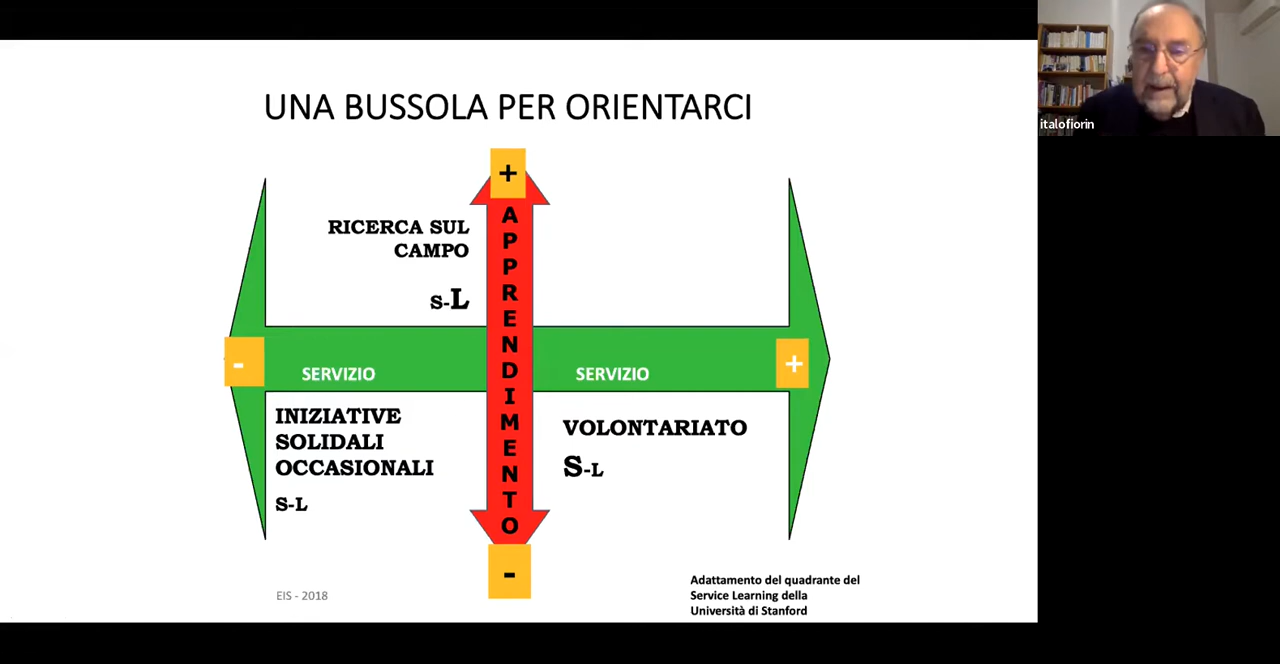 UNA BUSSOLA PER ORIENTARCI
italofiorin
+
RICERCA SUL
CAMPO
S-L
APPRENDIMENTO
-
SERVIZIO
SERVIZIO
+
INIZIATIVE
SOLIDALI
OCCASIONALI
S-L
VOLONTARIATO
S-L
-
EIS - 2018
Adattamento del quadrante del
Service Learning della
Università di Stanford